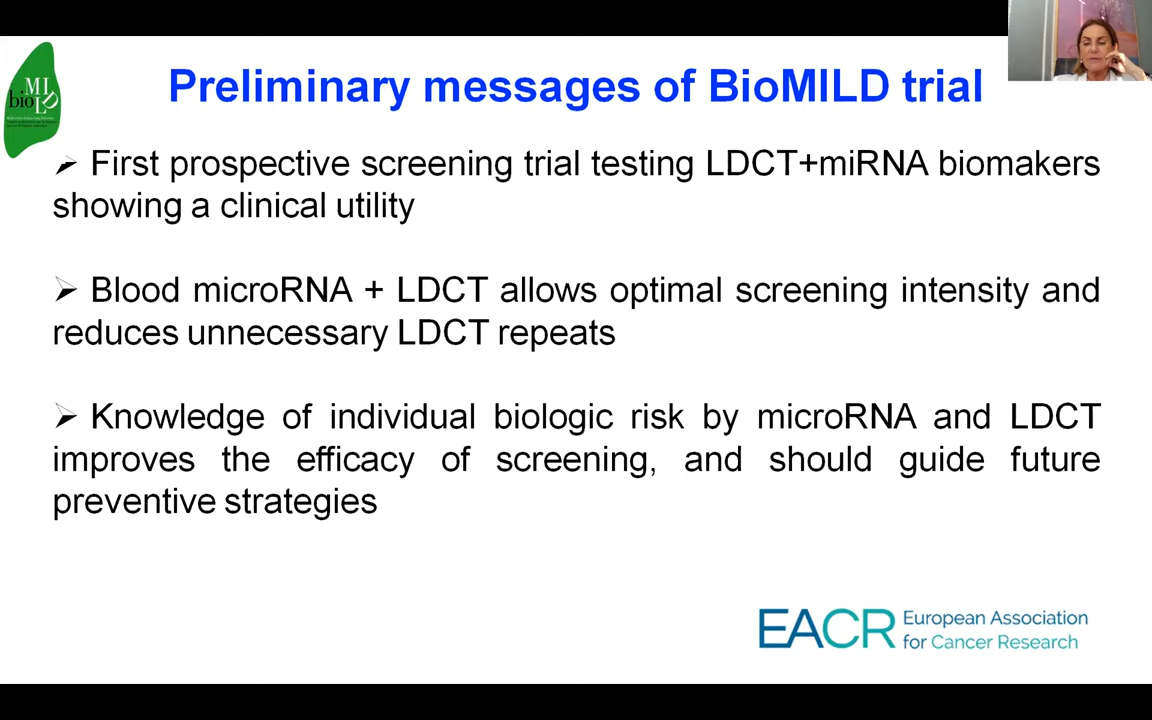 MI
bioL
Preliminary messages of BioMILD trial
➢ First prospective screening trial testing LDCT+miRNA biomakers
showing a clinical utility
➢ Blood microRNA + LDCT allows optimal screening intensity and
reduces unnecessary LDCT repeats
➢ Knowledge of individual biologic risk by microRNA and LDCT
improves the efficacy of screening, and should guide future
preventive strategies
EACR European Association
for Cancer Research